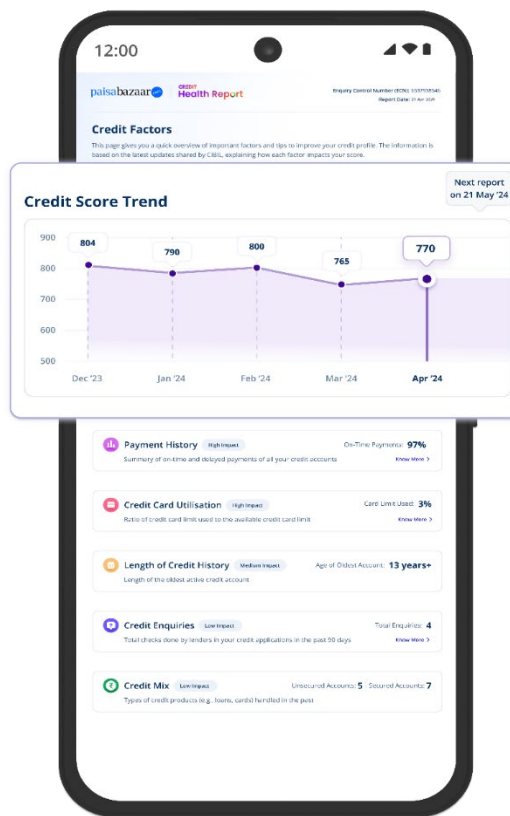 12:00
paisabazaar
CREDIT
Health Report
Enquiry Control Number (ECN):
Report Date:
Credit Factors
This page gives you a quick overview of important factors and tips to improve your credit profile. The information is
based on the latest updates shared by CIBIL, explaining how each factor impacts your score.
Next report
on 21 May '24
Credit Score Trend
900
800
700
600
500
804
790
800
765
770
Dec '23
Jan '24
Feb '24
Mar '24
Apr '24
Payment History High Impact On-Time Payments: 97%
Summary of on-time and delayed payments of all your credit accounts Know More >
Credit Card Utilisation High Impact Card Limit Used: 3%
Ratio of credit card limit used to the available credit card limit Know More >
Length of Credit History Medium Impact Age of Oldest Account: 13 years+
Length of the oldest active credit account
Credit Enquiries Low Impact Total Enquiries: 4
Total checks done by lenders in your credit applications in the past 90 days Know More >
Credit Mix Low Impact Unsecured Accounts: 5 Secured Accounts: 7
Types of credit products (e.g., loans, cards) handled in the past